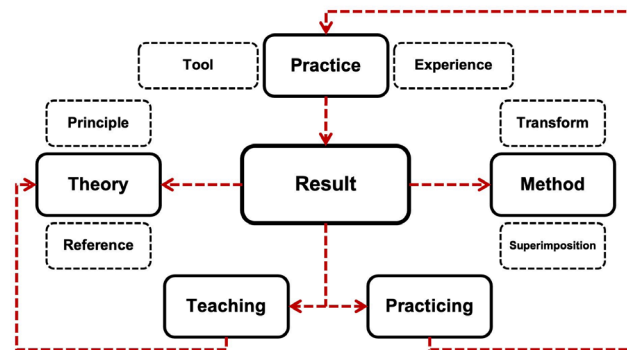 Tool
Practice
Experience
Principle
Transform
Theory
Result
Method
Reference
Superimposition
Teaching
Practicing